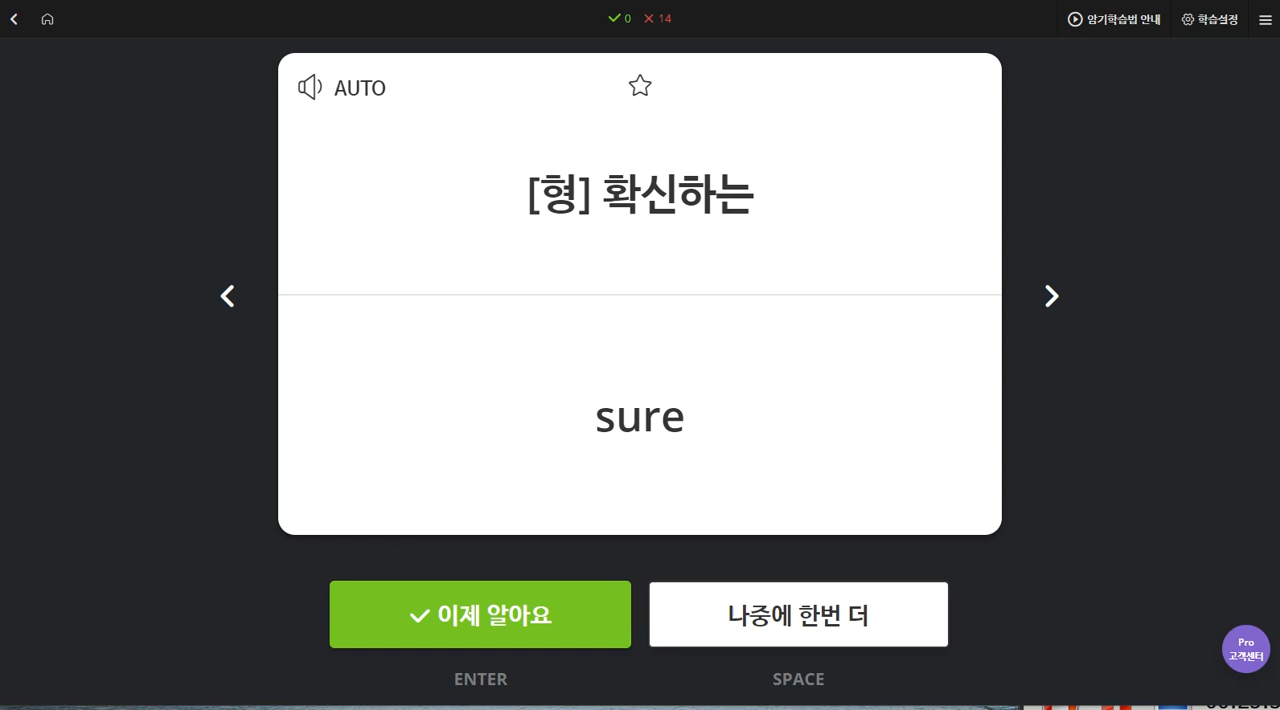 0 14 암기학습법 안내 학습설정
AUTO
[형] 확신하는
sure
이제 알아요 나중에 한번 더
ENTER SPACE
Pro
고객센터